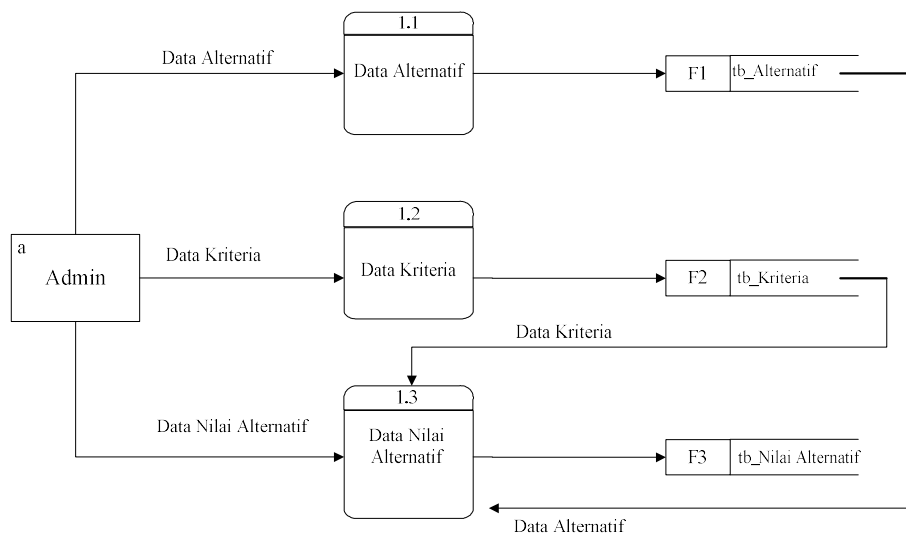 1.1
Data Alternatif
Data Alternatif
F1
tb_Alternatif
1.2
a
Admin
Data Kriteria
Data Kriteria
F2
tb_Kriteria
Data Kriteria
1.3
Data Nilai Alternatif
Data Nilai
Alternatif
F3
tb_Nilai Alternatif
Data Alternatif